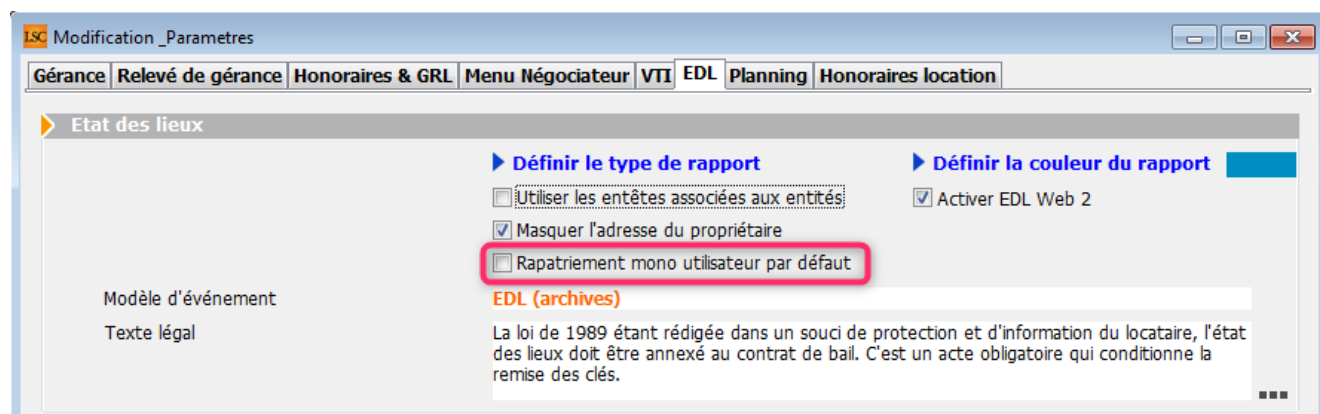 LSC Modification _Parametres
Gérance Relevé de gérance Honoraires & GRL Menu Négociateur VTI EDL Planning Honoraires location
Etat des lieux
Définir le type de rapport Définir la couleur du rapport
Utiliser les entêtes associées aux entités Activer EDL Web 2
Masquer l'adresse du propriétaire
Rapatriement mono utilisateur par défaut
Modèle d'événement EDL (archives)
Texte légal La loi de 1989 étant rédigée dans un souci de protection et d'information du locataire, l'état
des lieux doit être annexé au contrat de bail. C'est un acte obligatoire qui conditionne la
remise des clés.